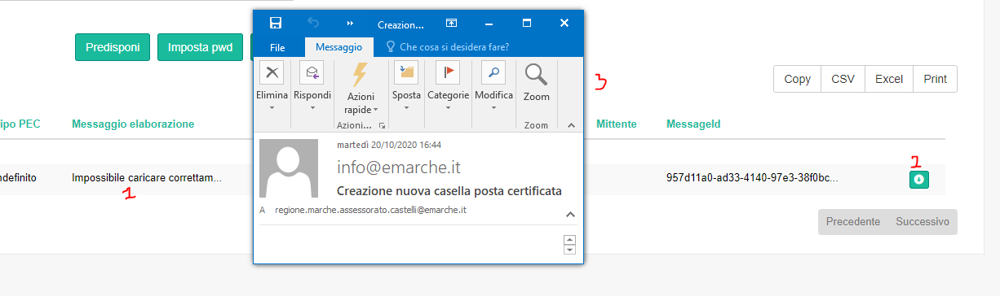 Creazion...
File Messaggio Che cosa si desidera fare?
Predisponi Imposta pwd
Elimina Rispondi Azioni rapide Sposta Categorie Modifica Zoom
Azioni... Zoom
3
Copy CSV Excel Print
ipo PEC Messaggio elaborazione Mittente MessageId
martedì 20/10/2020 16:44
info@emarche.it
Creazione nuova casella posta certificata
A regione.marche.assessorato.castelli@emarche.it
2
ndefinito Impossibile caricare correttam... 957d11a0-ad33-4140-97e3-38f0bc...
1
Precedente Successivo